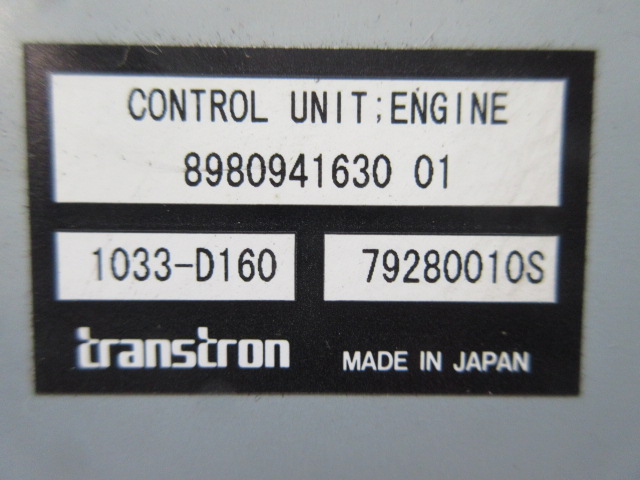 CONTROL UNIT;ENGINE
8980941630 01
1033-D160 79280010S
transtron MADE IN JAPAN